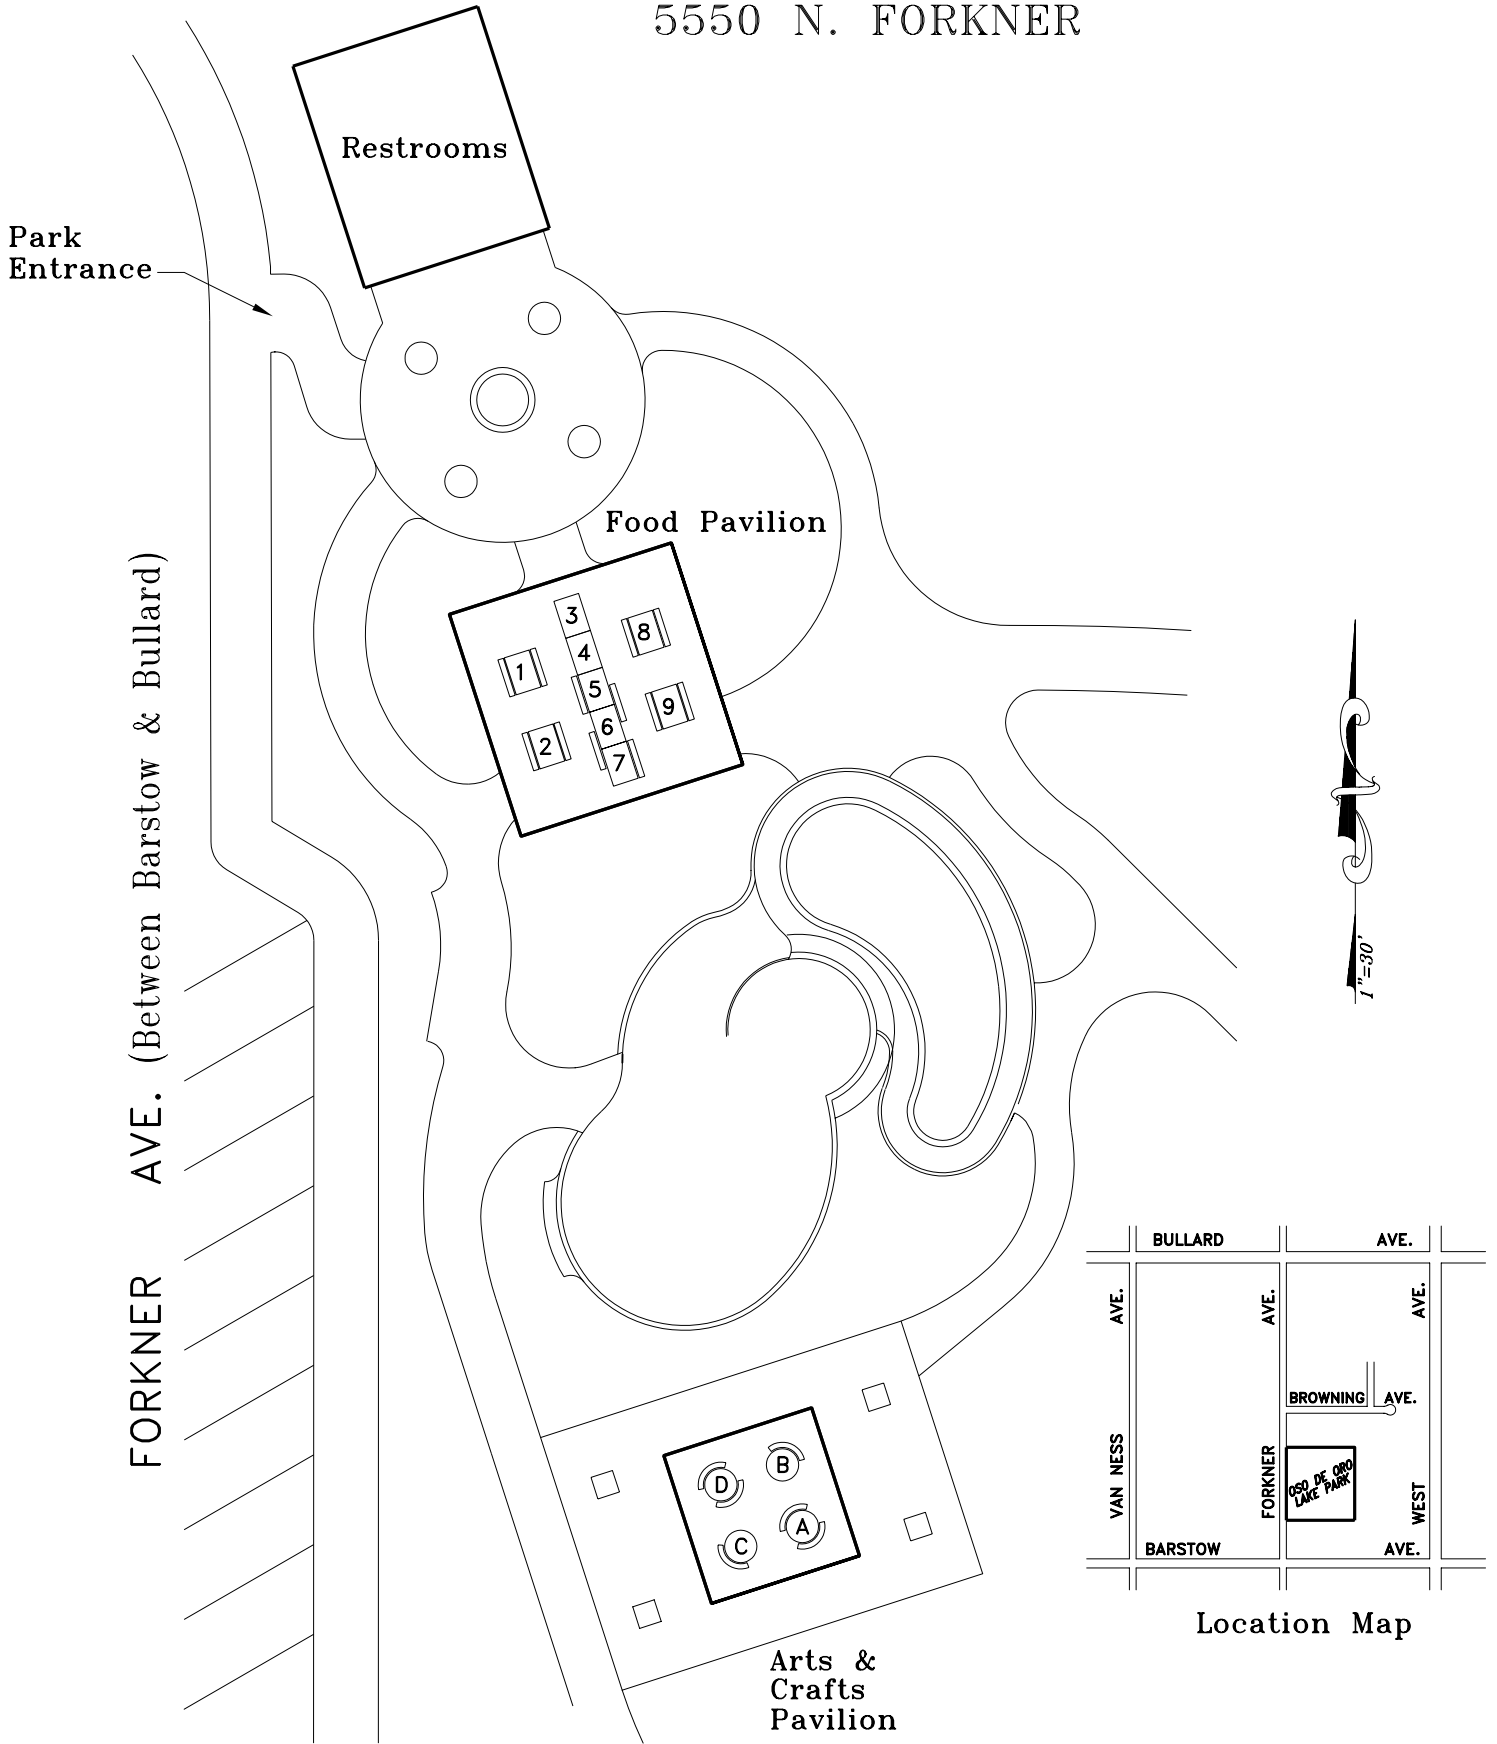 5550 N. FORKNER
Restrooms
Park
Entrance
Food Pavilion
3
8
4
1
5
9
6
2
7
FORKNER AVE. (Between Barstow & Bullard)
1"=30'
B
D
A
C
Arts &
Crafts
Pavilion
BULLARD AVE.
AVE.
AVE.
AVE.
BROWNING AVE.
VAN NESS
FORKNER
WEST
OSO DE ORO
LAKE PARK
BARSTOW AVE.
Location Map